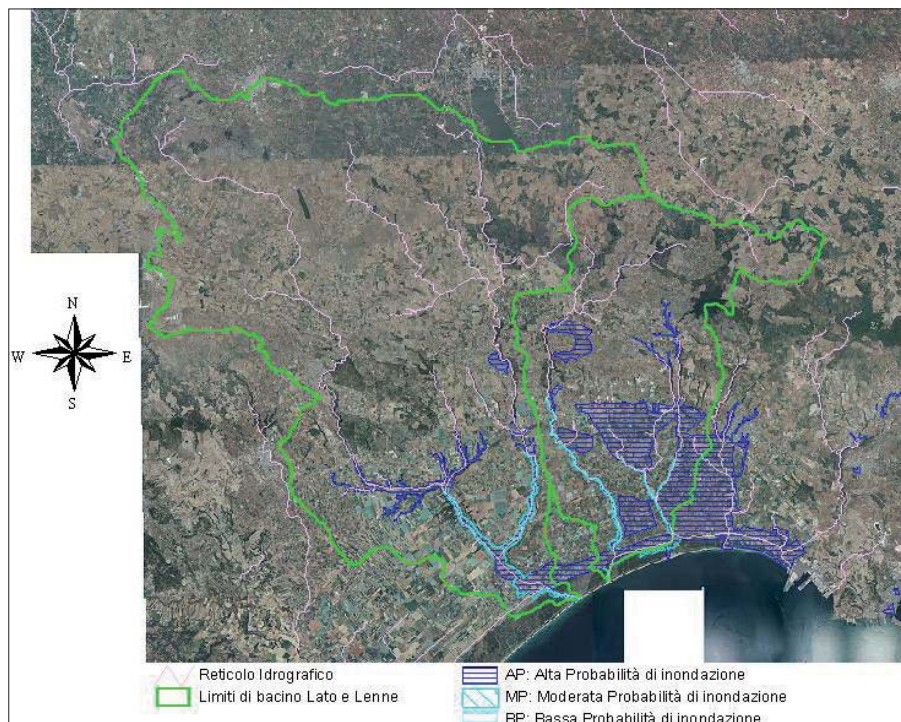 N
W E
S
Reticolo Idrografico
Limiti di bacino Lato e Lenne
AP: Alta Probabilità di inondazione
MP: Moderata Probabilità di inondazione
BP: Bassa Probabilità di inondazione